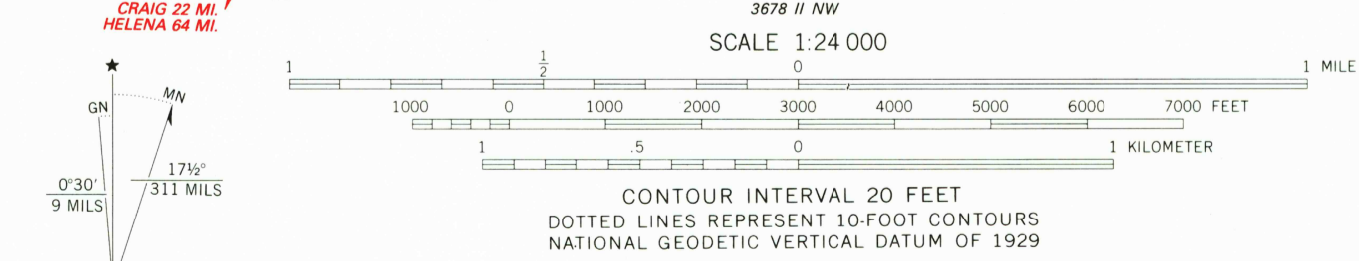 CRAIG 22 MI.
HELENA 64 MI.
3678 II NW
SCALE 1:24 000
1 1/2 0 1 MILE
1000 0 1000 2000 3000 4000 5000 6000 7000 FEET
1 .5 0 1 KILOMETER
CONTOUR INTERVAL 20 FEET
DOTTED LINES REPRESENT 10-FOOT CONTOURS
NATIONAL GEODETIC VERTICAL DATUM OF 1929
★
GN
MN
0°30′
9 MILS
17½°
311 MILS